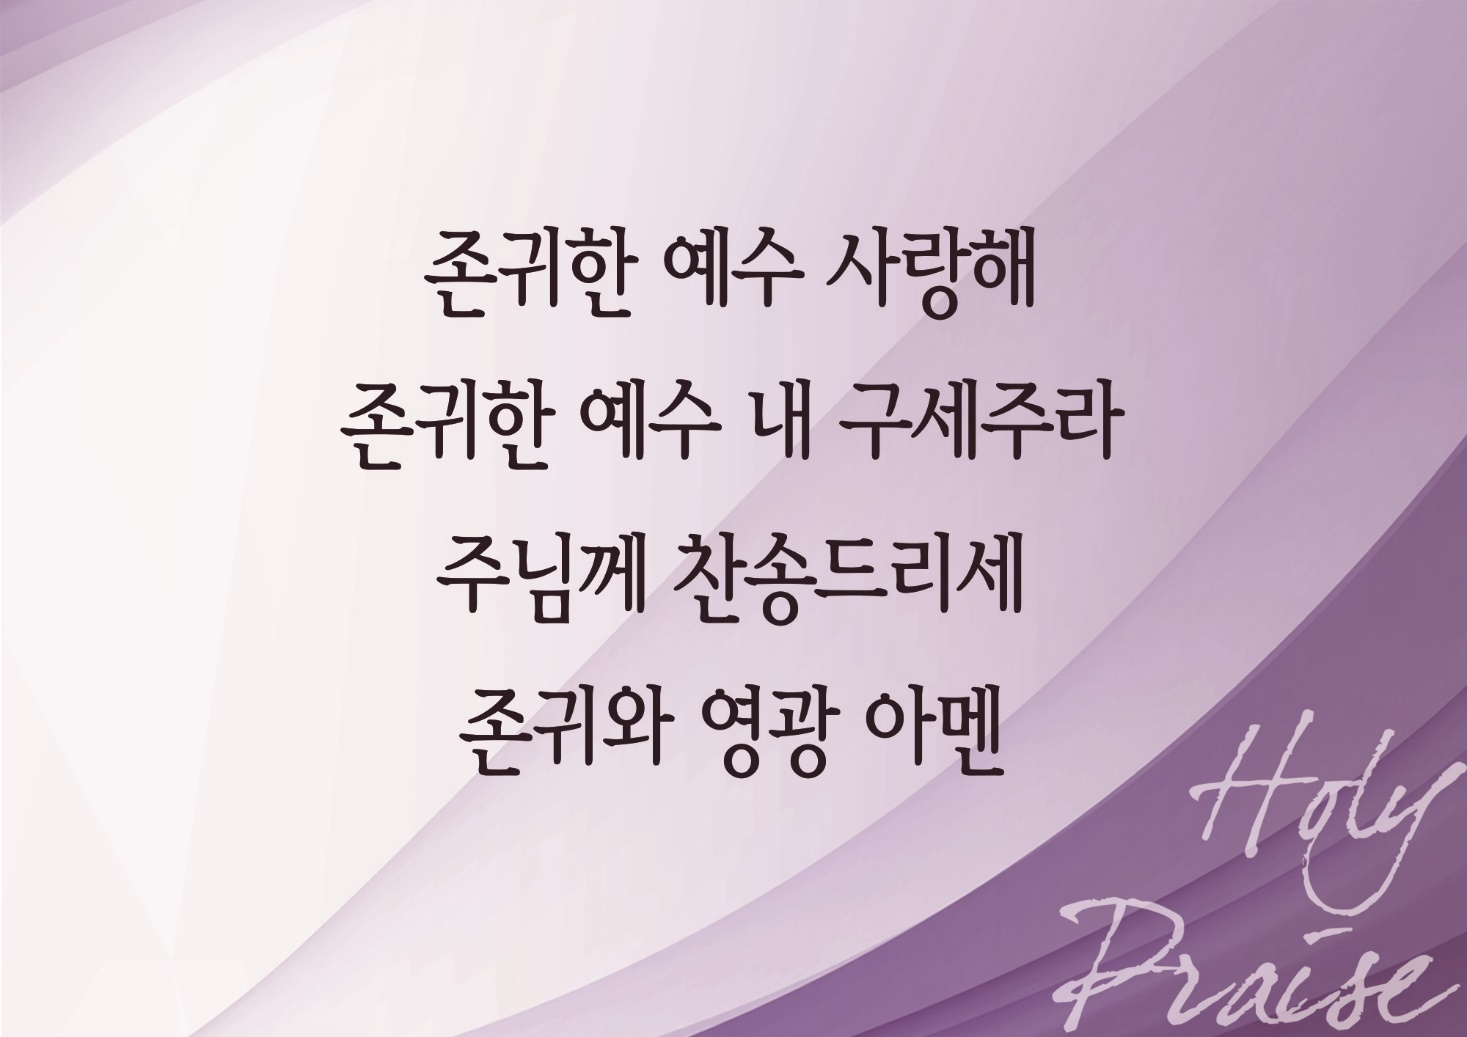 존귀한 예수 사랑해
존귀한 예수 내 구세주라
주님께 찬송드리세
존귀와 영광 아멘
Holy
Praise